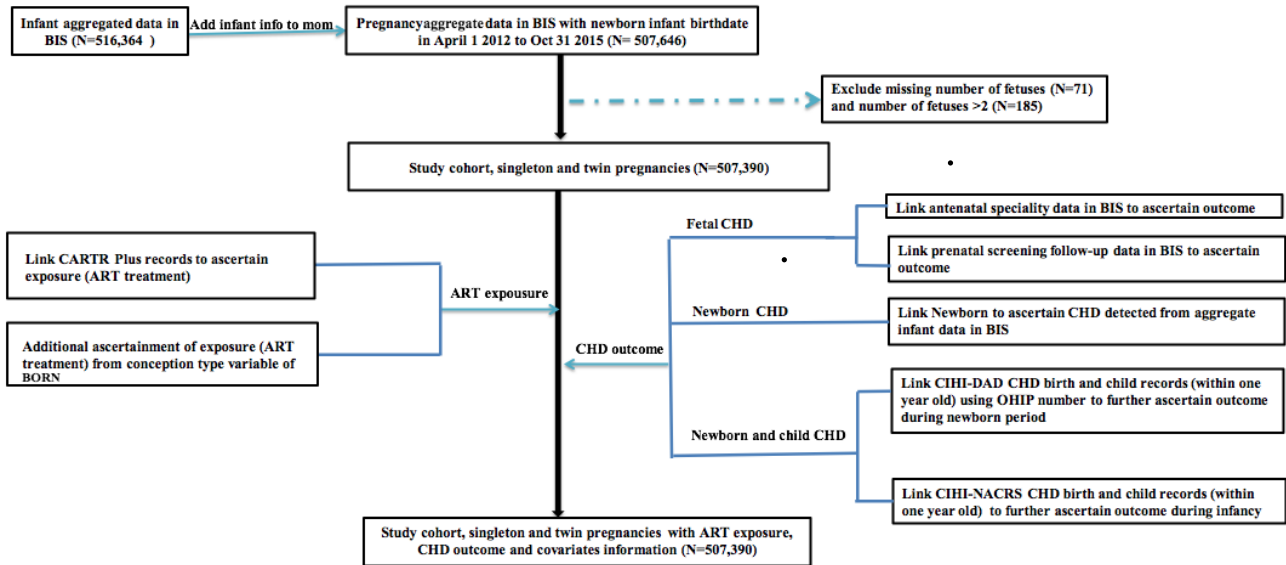 Infant aggregated data in
BIS (N=516,364 )
Add infant info to mom
Pregnancy aggregate data in BIS with newborn infant birthdate
in April 1 2012 to Oct 31 2015 (N= 507,646)
Exclude missing number of fetuses (N=71)
and number of fetuses >2 (N=185)
Study cohort, singleton and twin pregnancies (N=507,390)
Fetal CHD
Link antenatal speciality data in BIS to ascertain outcome
Link prenatal screening follow-up data in BIS to ascertain
outcome
Link CARTR Plus records to ascertain
exposure (ART treatment)
ART expousure
Newborn CHD
Link Newborn to ascertain CHD detected from aggregate
infant data in BIS
Additional ascertainment of exposure (ART
treatment) from conception type variable of
BORN
CHD outcome
Newborn and child CHD
Link CIHI-DAD CHD birth and child records (within one
year old) using OHIP number to further ascertain outcome
during newborn period
Link CIHI-NACRS CHD birth and child records (within
one year old) to further ascertain outcome during infancy
Study cohort, singleton and twin pregnancies with ART exposure,
CHD outcome and covariates information (N=507,390)